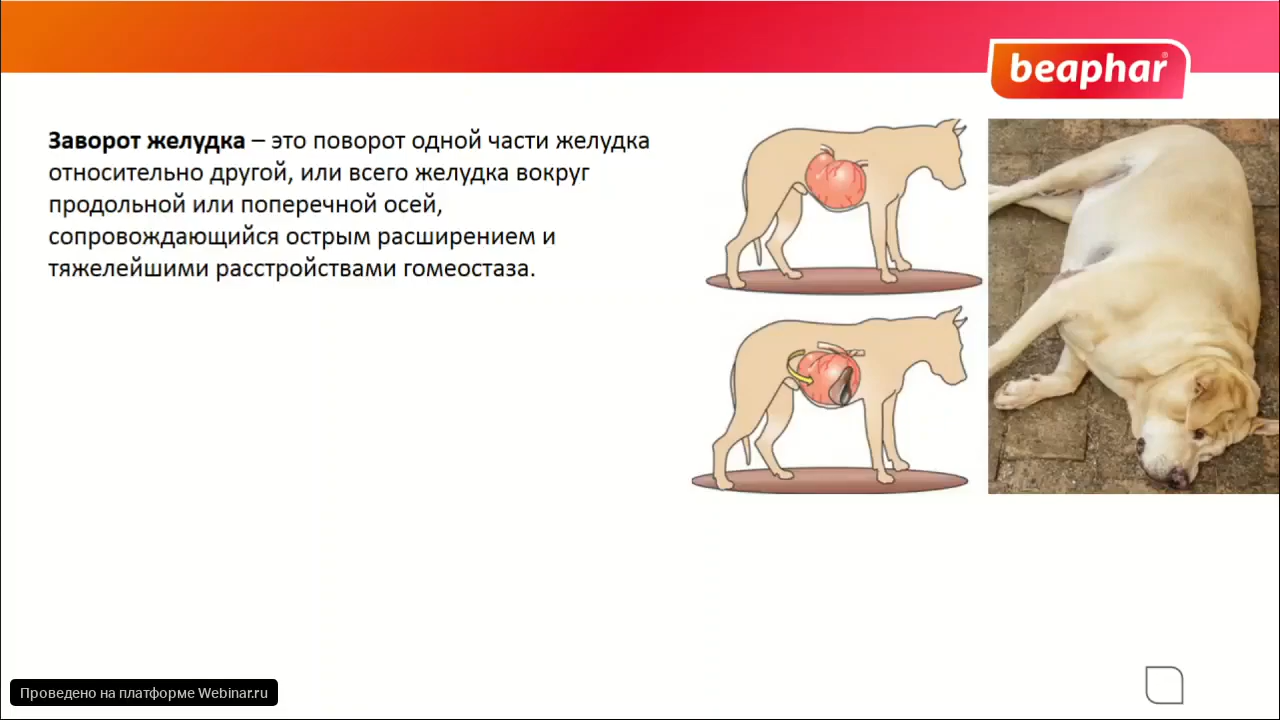 beaphar®
Заворот желудка – это поворот одной части желудка
относительно другой, или всего желудка вокруг
продольной или поперечной осей,
сопровождающийся острым расширением и
тяжелейшими расстройствами гомеостаза.
Проведено на платформе Webinar.ru